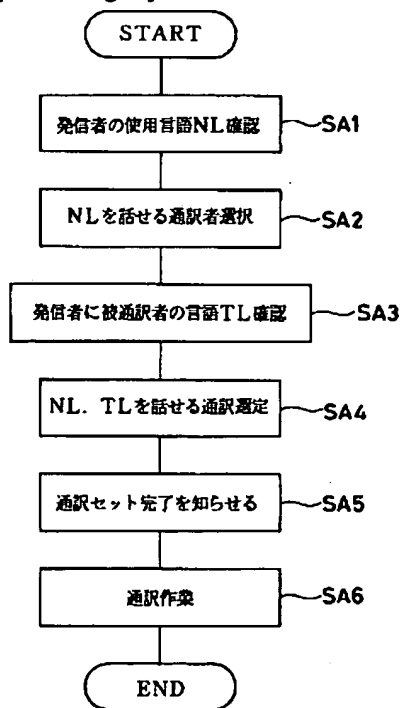 START
発信者の使用言語NL確認 SA1
NLを話せる通訳者選択 SA2
発信者に被通訳者の言語TL確認 SA3
NL．TLを話せる通訳選定 SA4
通訳セット完了を知らせる SA5
通訳作業 SA6
END